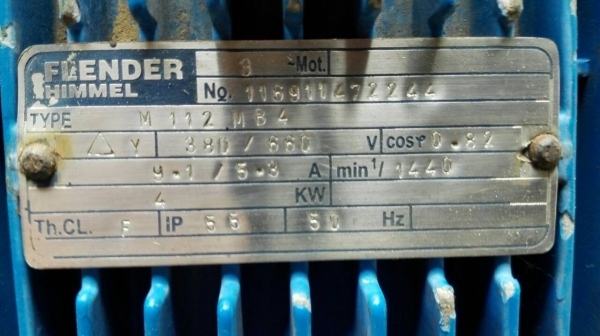 FLENDER HIMMEL
3 ~Mot.
No. 116911472244
TYPE M112 MB4
△ Y 380/660 V cosφ 0.82
9.1/5.3 A min¹/ 1440
4 KW
Th.CL. F IP 55 50 Hz